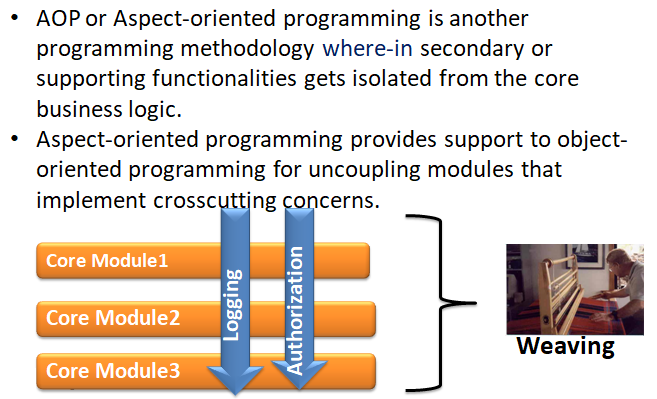 • AOP or Aspect-oriented programming is another
programming methodology where-in secondary or
supporting functionalities gets isolated from the core
business logic.
• Aspect-oriented programming provides support to object-
oriented programming for uncoupling modules that
implement crosscutting concerns.
Core Module1
Core Module2
Core Module3
Logging
Authorization
Weaving